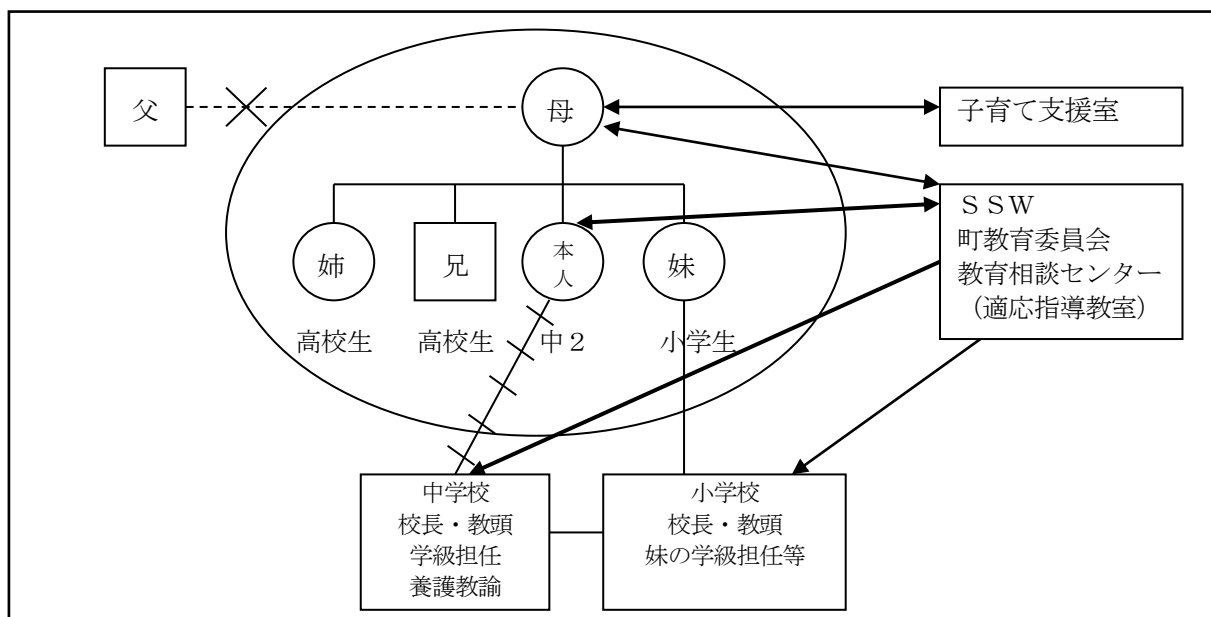 父
母
子育て支援室
ＳＳＷ
町教育委員会
教育相談センター
（適応指導教室）
姉
兄
本
人
妹
高校生
高校生
中２
小学生
中学校
校長・教頭
学級担任
養護教諭
小学校
校長・教頭
妹の学級担任等